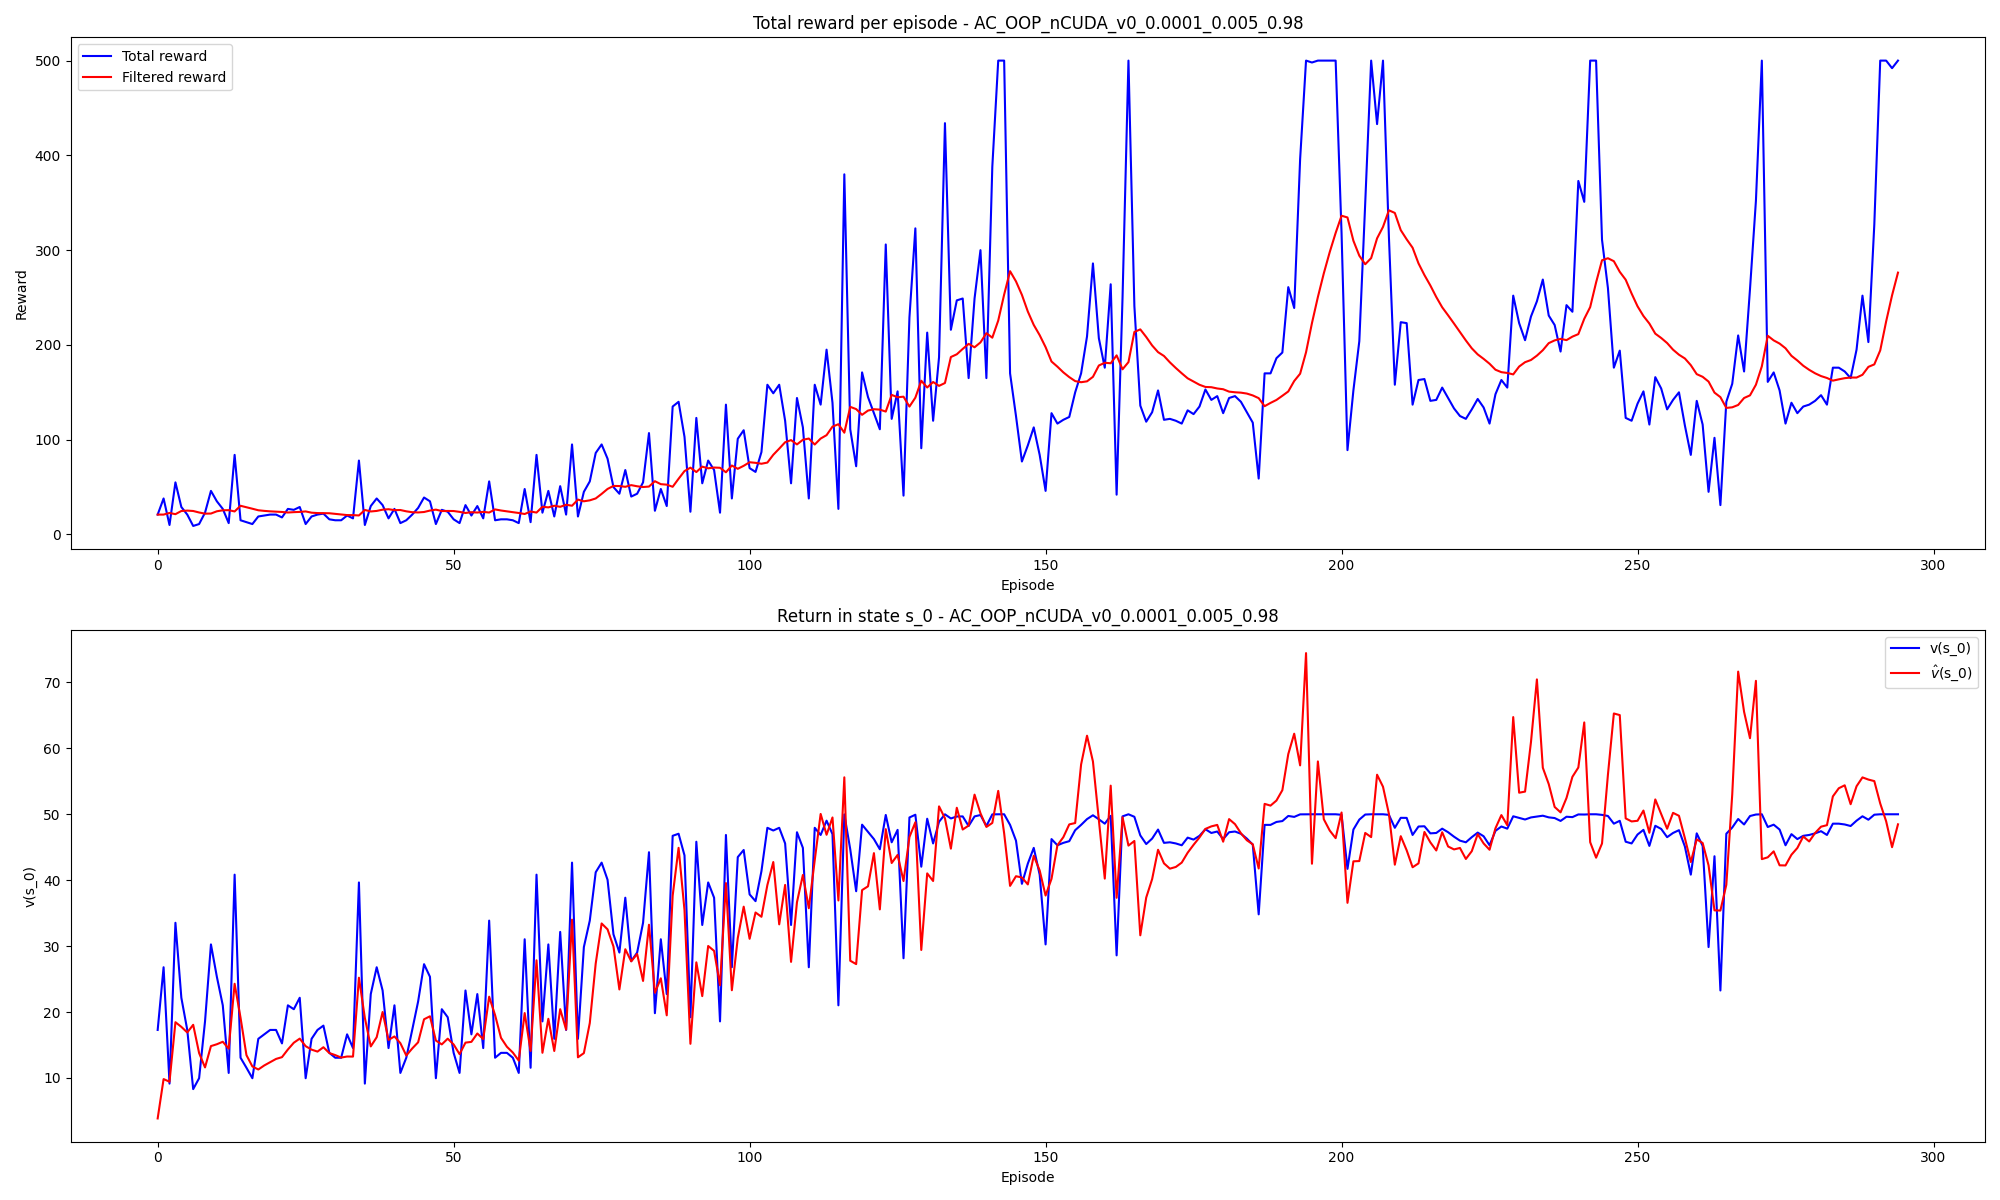 Total reward per episode - AC_OOP_nCUDA_v0_0.0001_0.005_0.98
Total reward
Filtered reward
500
400
300
200
100
0
Reward
0 50 100 150 200 250 300
Episode
Return in state s_0 - AC_OOP_nCUDA_v0_0.0001_0.005_0.98
v(s_0)
v̂(s_0)
70
60
50
40
30
20
10
v(s_0)
0 50 100 150 200 250 300
Episode